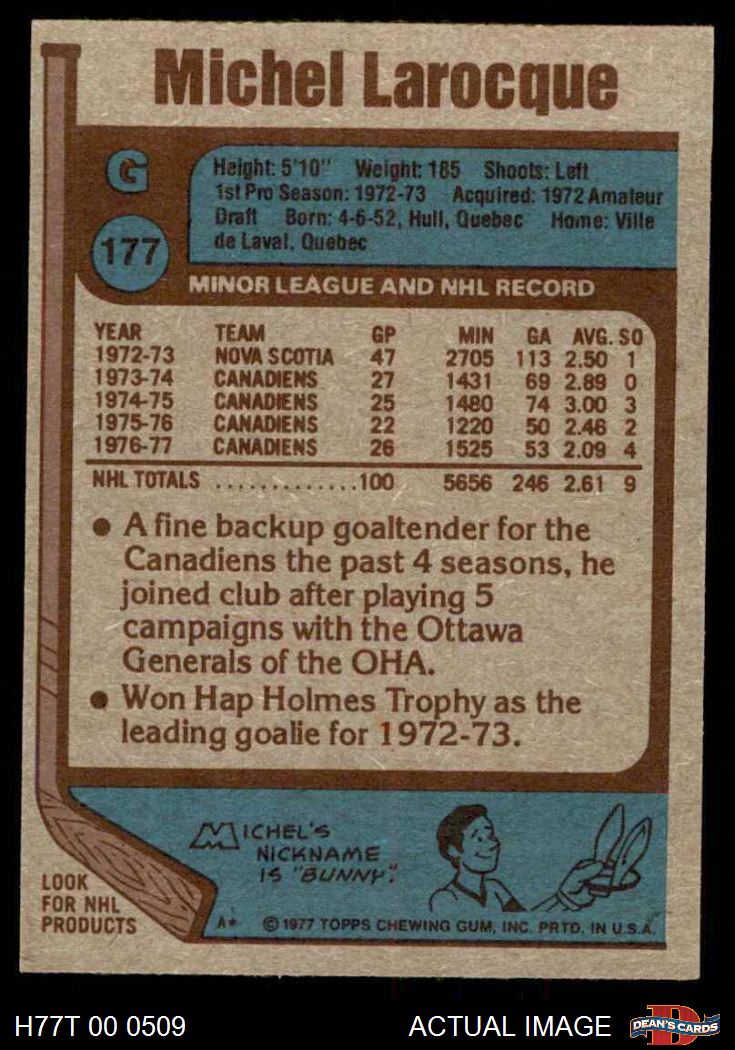 Michel Larocque
G
177
Height: 5'10" Weight: 185 Shoots: Left
1st Pro Season: 1972-73 Acquired: 1972 Amateur
Draft Born: 4-6-52, Hull, Quebec Home: Ville
de Laval, Quebec
MINOR LEAGUE AND NHL RECORD
YEAR TEAM GP MIN GA AVG. SO
1972-73 NOVA SCOTIA 47 2705 113 2.50 1
1973-74 CANADIENS 27 1431 69 2.89 0
1974-75 CANADIENS 25 1480 74 3.00 3
1975-76 CANADIENS 22 1220 50 2.46 2
1976-77 CANADIENS 26 1525 53 2.09 4
NHL TOTALS .............100 5656 246 2.61 9
• A fine backup goaltender for the
Canadiens the past 4 seasons, he
joined club after playing 5
campaigns with the Ottawa
Generals of the OHA.
• Won Hap Holmes Trophy as the
leading goalie for 1972-73.
MICHEL'S
NICKNAME
IS "BUNNY".
LOOK
FOR NHL
PRODUCTS
A* © 1977 TOPPS CHEWING GUM, INC. PRTD. IN U.S.A.
H77T 00 0509 ACTUAL IMAGE D DEAN'S CARDS